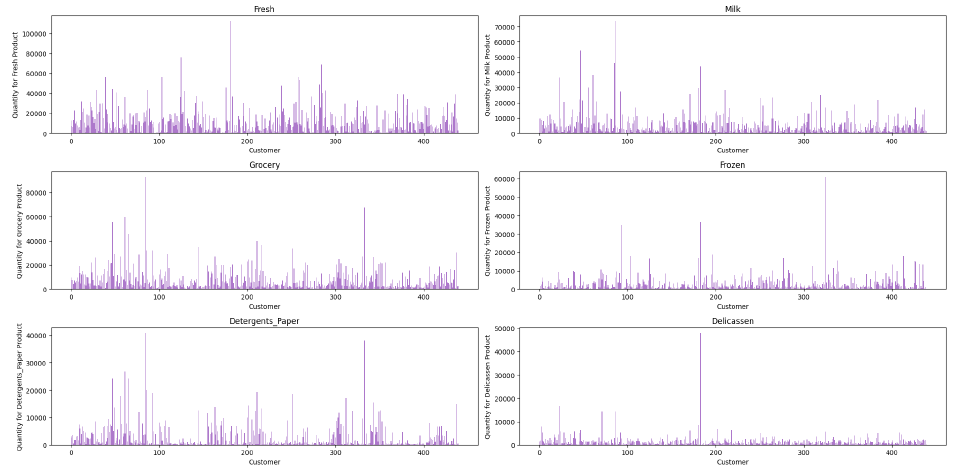 Fresh
Quantity for Fresh Product
100000
80000
60000
40000
20000
0
0 100 200 300 400
Customer
Milk
Quantity for Milk Product
70000
60000
50000
40000
30000
20000
10000
0
0 100 200 300 400
Customer
Grocery
Quantity for Grocery Product
80000
60000
40000
20000
0
0 100 200 300 400
Customer
Frozen
Quantity for Frozen Product
60000
50000
40000
30000
20000
10000
0
0 100 200 300 400
Customer
Detergents_Paper
Quantity for Detergents_Paper Product
40000
30000
20000
10000
0
0 100 200 300 400
Customer
Delicassen
Quantity for Delicassen Product
50000
40000
30000
20000
10000
0
0 100 200 300 400
Customer